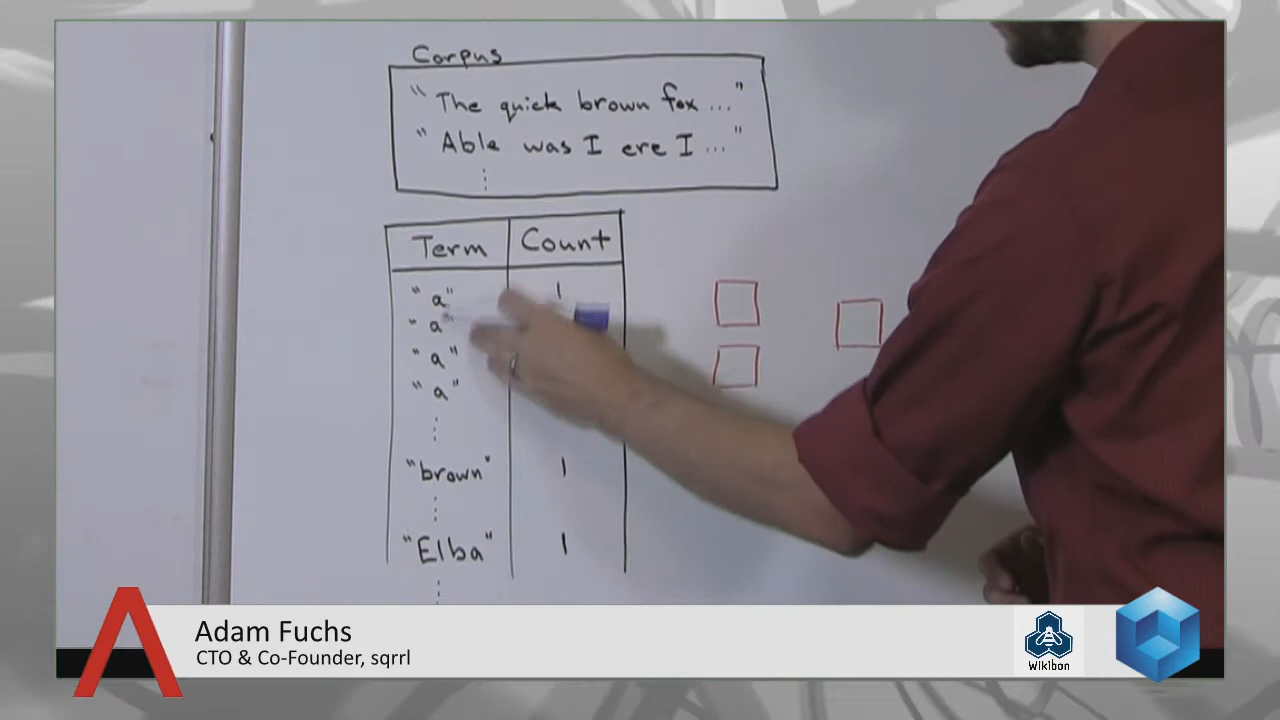 Corpus
"The quick brown fox ..."
"Able was I ere I ..."
⋮
Term Count
"a" 1
"a"
"a"
"a"
⋮
"brown" 1
⋮
"Elba" 1
⋮
Adam Fuchs
CTO & Co-Founder, sqrrl
Wikibon